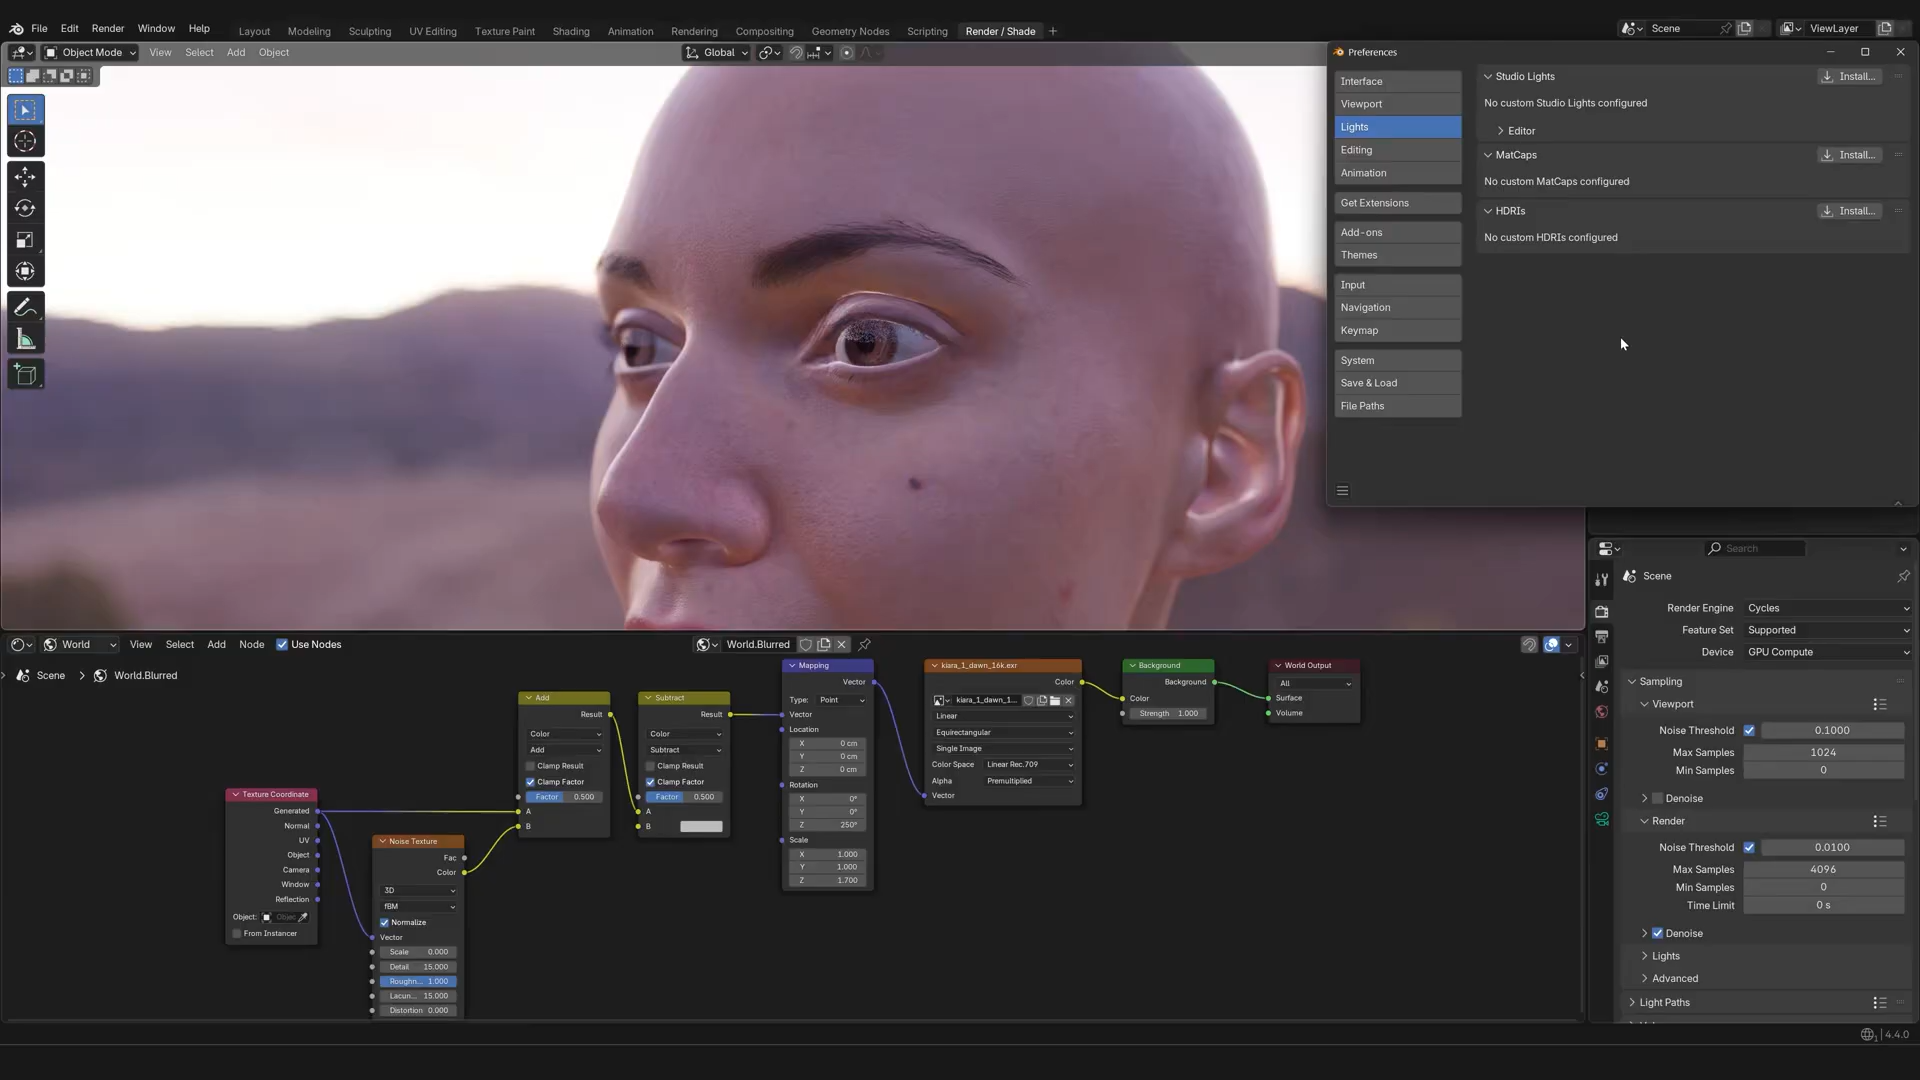 File Edit Render Window Help
Layout Modeling Sculpting UV Editing Texture Paint Shading Animation Rendering Compositing Geometry Nodes Scripting Render / Shade
Scene
ViewLayer
Object Mode View Select Add Object
Global
Preferences
Interface
Viewport
Lights
Editing
Animation
Get Extensions
Add-ons
Themes
Input
Navigation
Keymap
System
Save & Load
File Paths
Studio Lights Install...
No custom Studio Lights configured
Editor
MatCaps Install...
No custom MatCaps configured
HDRIs Install...
No custom HDRIs configured
World View Select Add Node Use Nodes
World.Blurred
Scene World.Blurred
Texture Coordinate
Generated
Normal
UV
Object
Camera
Window
Reflection
Object: Objec
From Instancer
Noise Texture
Fac
Color
3D
fBM
Normalize
Vector
Scale 0.000
Detail 15.000
Roughn... 1.000
Lacun... 15.000
Distortion 0.000
Add
Result
Color
Add
Clamp Result
Clamp Factor
Factor 0.500
A
B
Subtract
Result
Color
Subtract
Clamp Result
Clamp Factor
Factor 0.500
A
B
Mapping
Vector
Type: Point
Vector
Location
X 0 cm
Y 0 cm
Z 0 cm
Rotation
X 0°
Y 0°
Z 250°
Scale
X 1.000
Y 1.000
Z 1.700
kiara_1_dawn_16k.exr
Color
kiara_1_dawn_1...
Linear
Equirectangular
Single Image
Color Space Linear Rec.709
Alpha Premultiplied
Vector
Background
Background
Color
Strength 1.000
World Output
All
Surface
Volume
Search
Scene
Render Engine Cycles
Feature Set Supported
Device GPU Compute
Sampling
Viewport
Noise Threshold 0.1000
Max Samples 1024
Min Samples 0
Denoise
Render
Noise Threshold 0.0100
Max Samples 4096
Min Samples 0
Time Limit 0 s
Denoise
Lights
Advanced
Light Paths
4.4.0